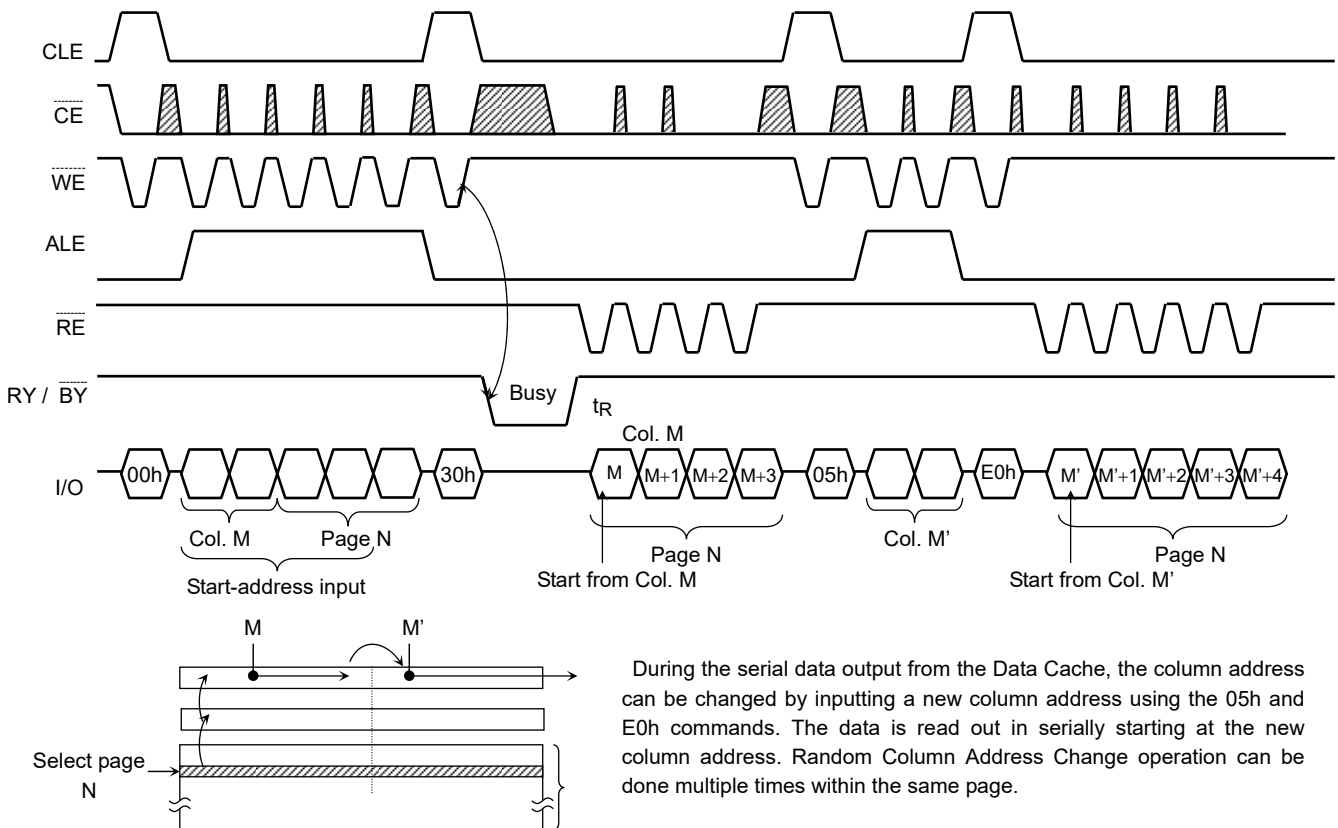 CLE
CE
WE
ALE
RE
RY / BY
Busy
tR
Col. M
I/O
00h
30h
M
M+1
M+2
M+3
05h
E0h
M'
M'+1
M'+2
M'+3
M'+4
Col. M
Page N
Start-address input
Page N
Start from Col. M
Col. M’
Page N
Start from Col. M’
M
M’
Select page
N
During the serial data output from the Data Cache, the column address
can be changed by inputting a new column address using the 05h and
E0h commands. The data is read out in serially starting at the new
column address. Random Column Address Change operation can be
done multiple times within the same page.